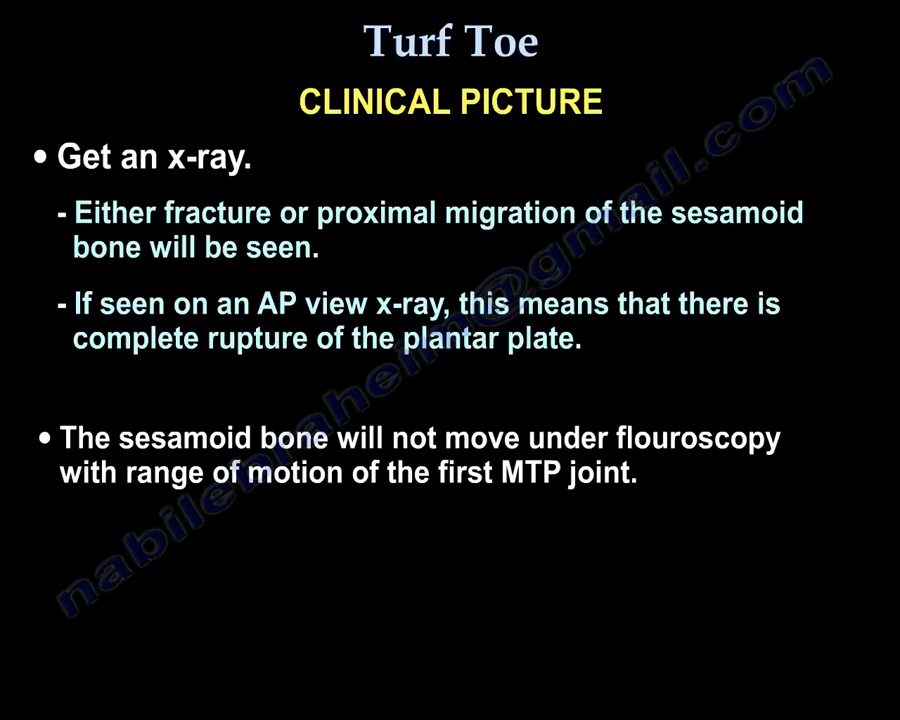 Turf Toe
CLINICAL PICTURE
• Get an x-ray.
- Either fracture or proximal migration of the sesamoid
bone will be seen.
- If seen on an AP view x-ray, this means that there is
complete rupture of the plantar plate.
• The sesamoid bone will not move under flouroscopy
with range of motion of the first MTP joint.
nabilebraheim@gmail.com